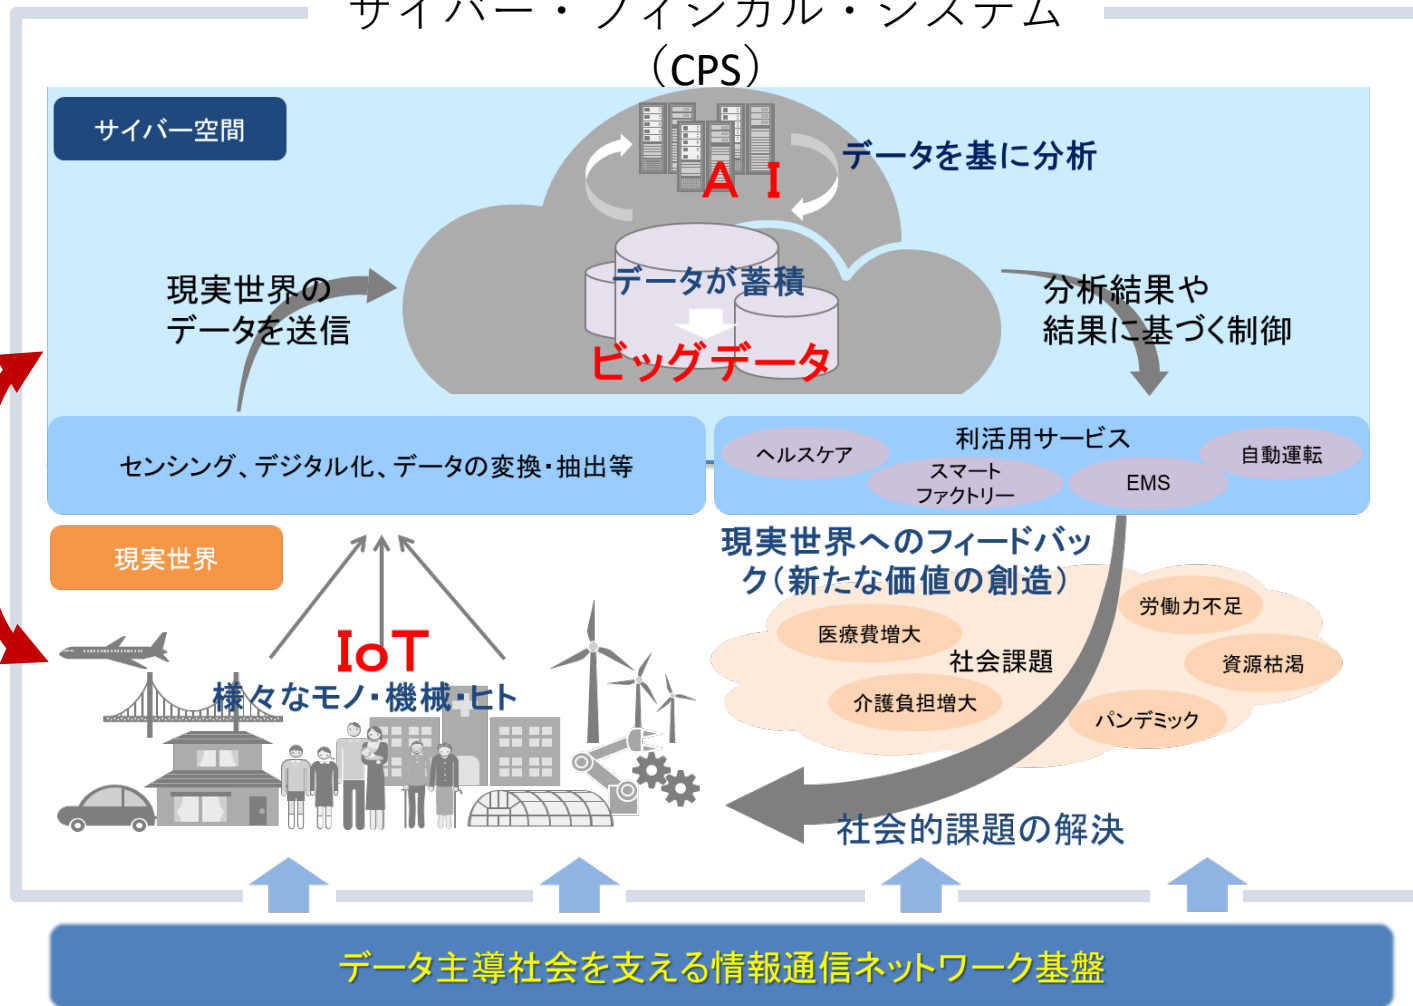 サイバー・フィジカル・システム
（CPS）
サイバー空間
AI
データを基に分析
現実世界の
データを送信
データが蓄積
ビッグデータ
分析結果や
結果に基づく制御
センシング、デジタル化、データの変換・抽出等
利活用サービス
ヘルスケア
スマート
ファクトリー
EMS
自動運転
現実世界
現実世界へのフィードバッ
ク（新たな価値の創造）
IoT
様々なモノ・機械・ヒト
労働力不足
医療費増大
社会課題
資源枯渇
介護負担増大
パンデミック
社会的課題の解決
データ主導社会を支える情報通信ネットワーク基盤